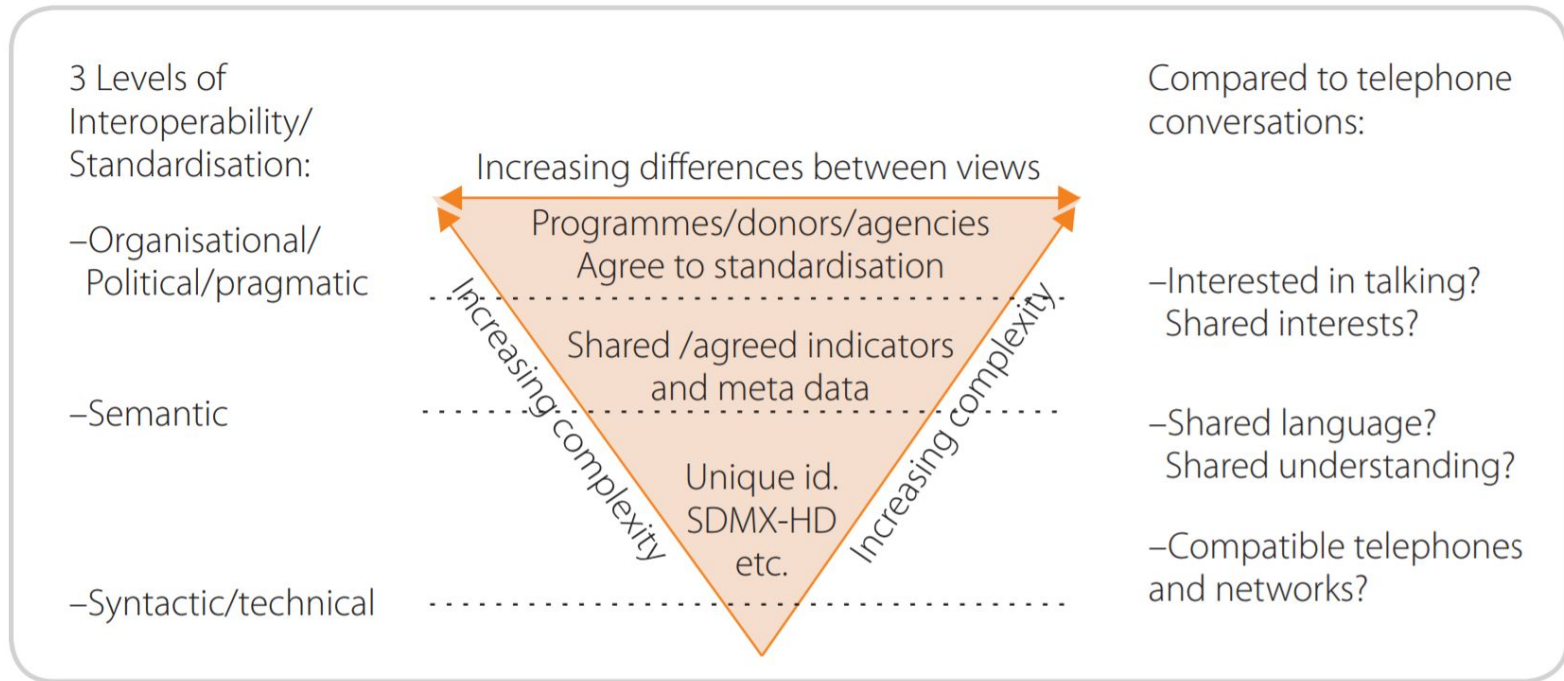 3 Levels of
Interoperability/
Standardisation:
–Organisational/
Political/pragmatic
–Semantic
–Syntactic/technical
Increasing differences between views
Programmes/donors/agencies
Agree to standardisation
Shared /agreed indicators
and meta data
Unique id.
SDMX-HD
etc.
Increasing complexity
Increasing complexity
Compared to telephone
conversations:
–Interested in talking?
Shared interests?
–Shared language?
Shared understanding?
–Compatible telephones
and networks?